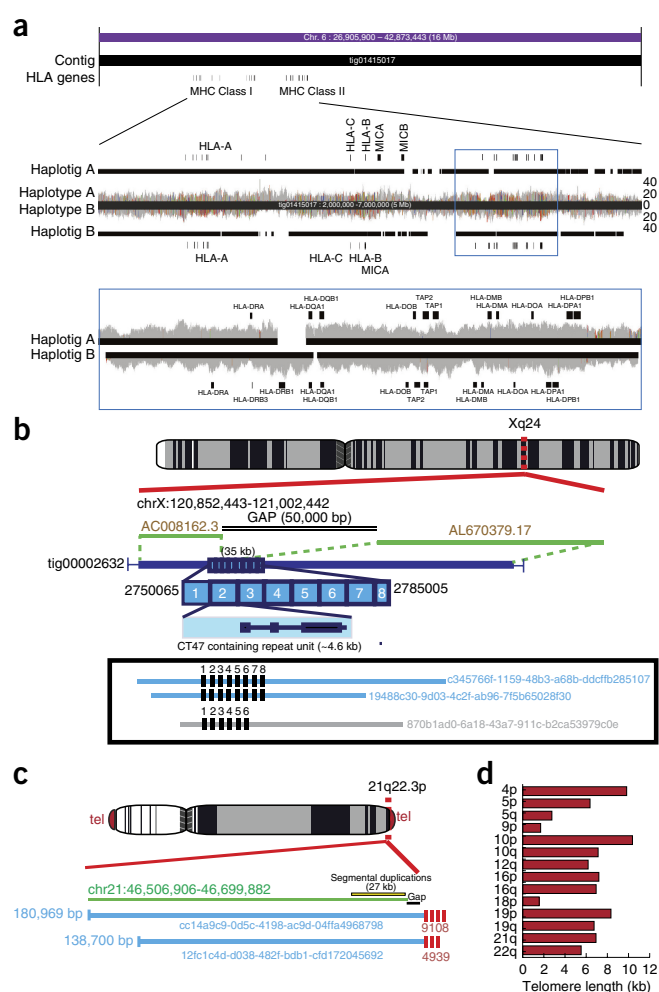 a
Chr. 6 : 26,905,900 – 42,873,443 (16 Mb)
Contig
tig01415017
HLA genes
MHC Class I
MHC Class II
HLA-A
HLA-C
HLA-B
MICA
MICB
Haplotig A
Haplotype A
Haplotype B
Haplotig B
tig01415017 : 2,000,000 -7,000,000 (5 Mb)
40
20
0
20
40
HLA-A
HLA-C
HLA-B
MICA
HLA-DRA
HLA-DQB1
HLA-DQA1
TAP2
HLA-DOB
TAP1
HLA-DMB
HLA-DMA
HLA-DOA
HLA-DPB1
HLA-DPA1
Haplotig A
Haplotig B
HLA-DRA
HLA-DRB1
HLA-DRB3
HLA-DQA1
HLA-DQB1
HLA-DOB
TAP1
TAP2
HLA-DMA
HLA-DMB
HLA-DOA
HLA-DPA1
HLA-DPB1
b
Xq24
chrX:120,852,443-121,002,442
AC008162.3
GAP (50,000 bp)
AL670379.17
(35 kb)
tig00002632
2750065
1 2 3 4 5 6 7 8
2785005
CT47 containing repeat unit (~4.6 kb)
1 2 3 4 5 6 7 8
c345766f-1159-48b3-a68b-ddcffb285107
19488c30-9d03-4c2f-ab96-7f5b65028f30
1 2 3 4 5 6
870b1ad0-6a18-43a7-911c-b2ca53979c0e
c
21q22.3p
tel
tel
Segmental duplications
(27 kb)
chr21:46,506,906-46,699,882
Gap
180,969 bp
cc14a9c9-0d5c-4198-ac9d-04ffa4968798
9108
138,700 bp
12fc1c4d-d038-482f-bdb1-cfd172045692
4939
d
4p
5p
5q
9p
10p
10q
12q
16p
16q
18p
19p
19q
21q
22q
0 2 4 6 8 10 12
Telomere length (kb)